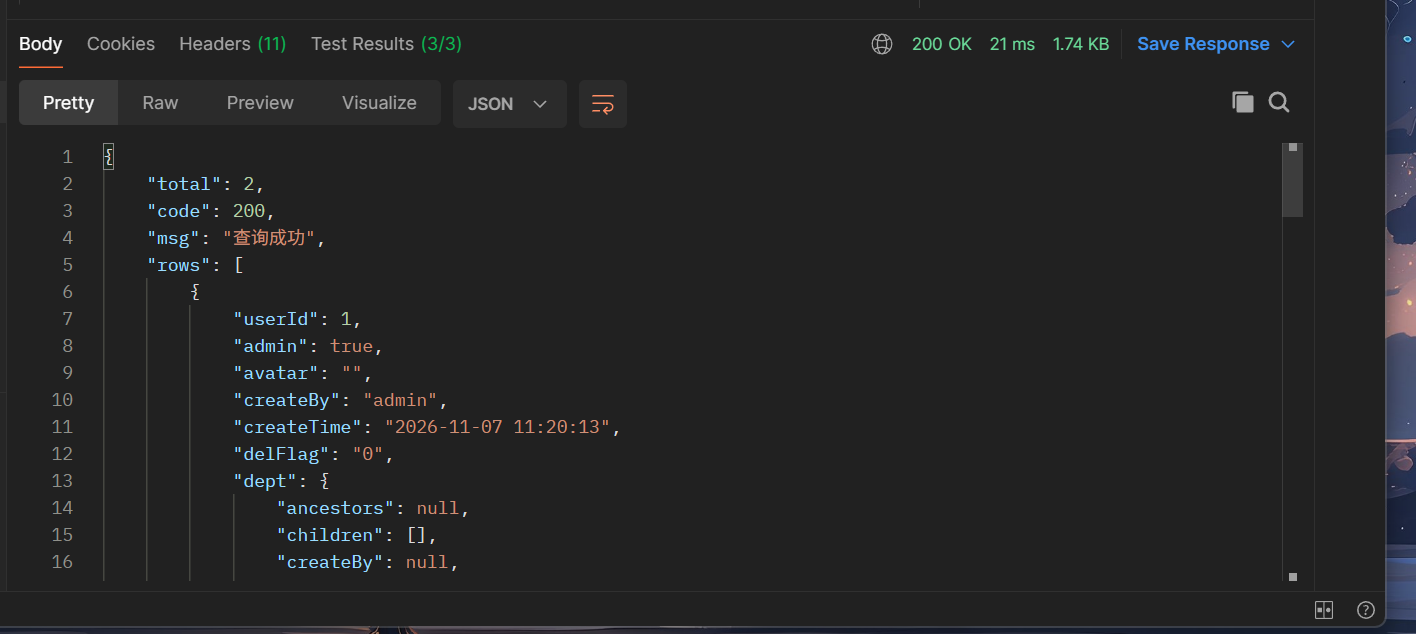 Body Cookies Headers (11) Test Results (3/3) 200 OK 21 ms 1.74 KB Save Response
Pretty Raw Preview Visualize JSON
1 {
2 "total": 2,
3 "code": 200,
4 "msg": "查询成功",
5 "rows": [
6 {
7 "userId": 1,
8 "admin": true,
9 "avatar": "",
10 "createBy": "admin",
11 "createTime": "2026-11-07 11:20:13",
12 "delFlag": "0",
13 "dept": {
14 "ancestors": null,
15 "children": [],
16 "createBy": null,